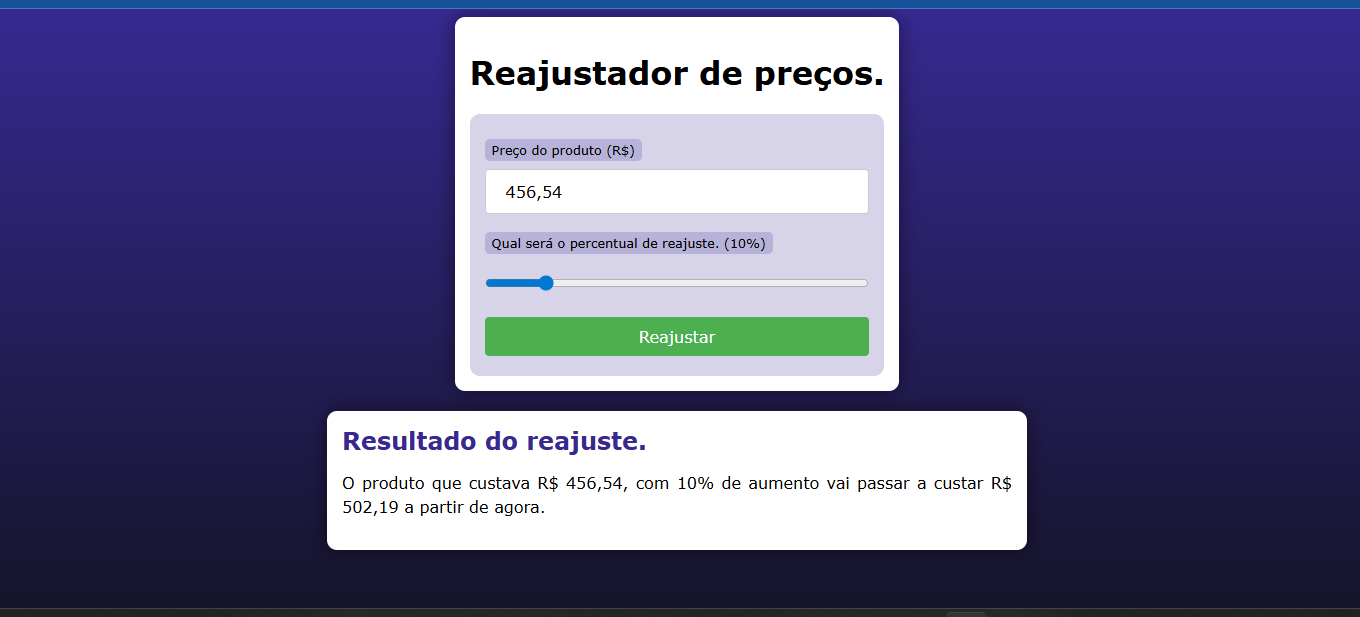 Reajustador de preços.
Preço do produto (R$)
456,54
Qual será o percentual de reajuste. (10%)
Reajustar
Resultado do reajuste.
O produto que custava R$ 456,54, com 10% de aumento vai passar a custar R$
502,19 a partir de agora.